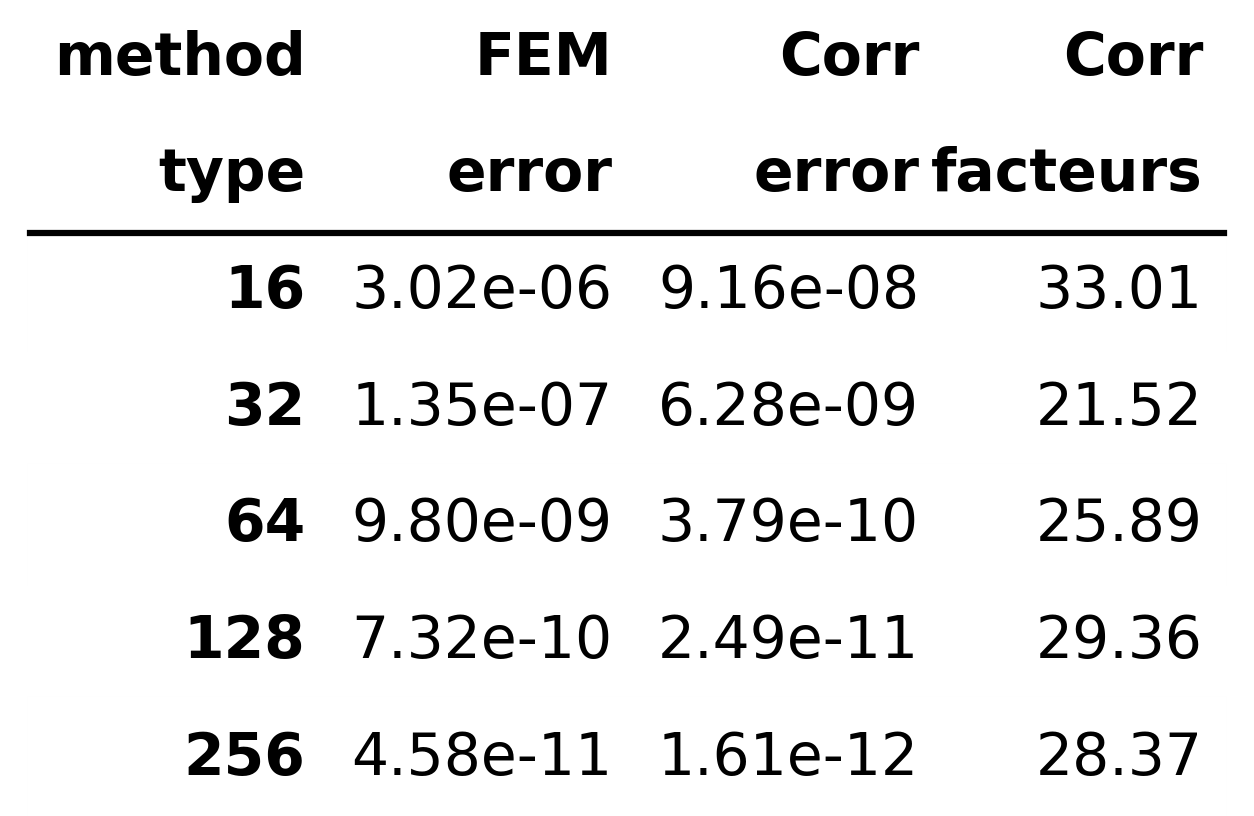 method FEM Corr Corr
type error error facteurs
16 3.02e-06 9.16e-08 33.01
32 1.35e-07 6.28e-09 21.52
64 9.80e-09 3.79e-10 25.89
128 7.32e-10 2.49e-11 29.36
256 4.58e-11 1.61e-12 28.37